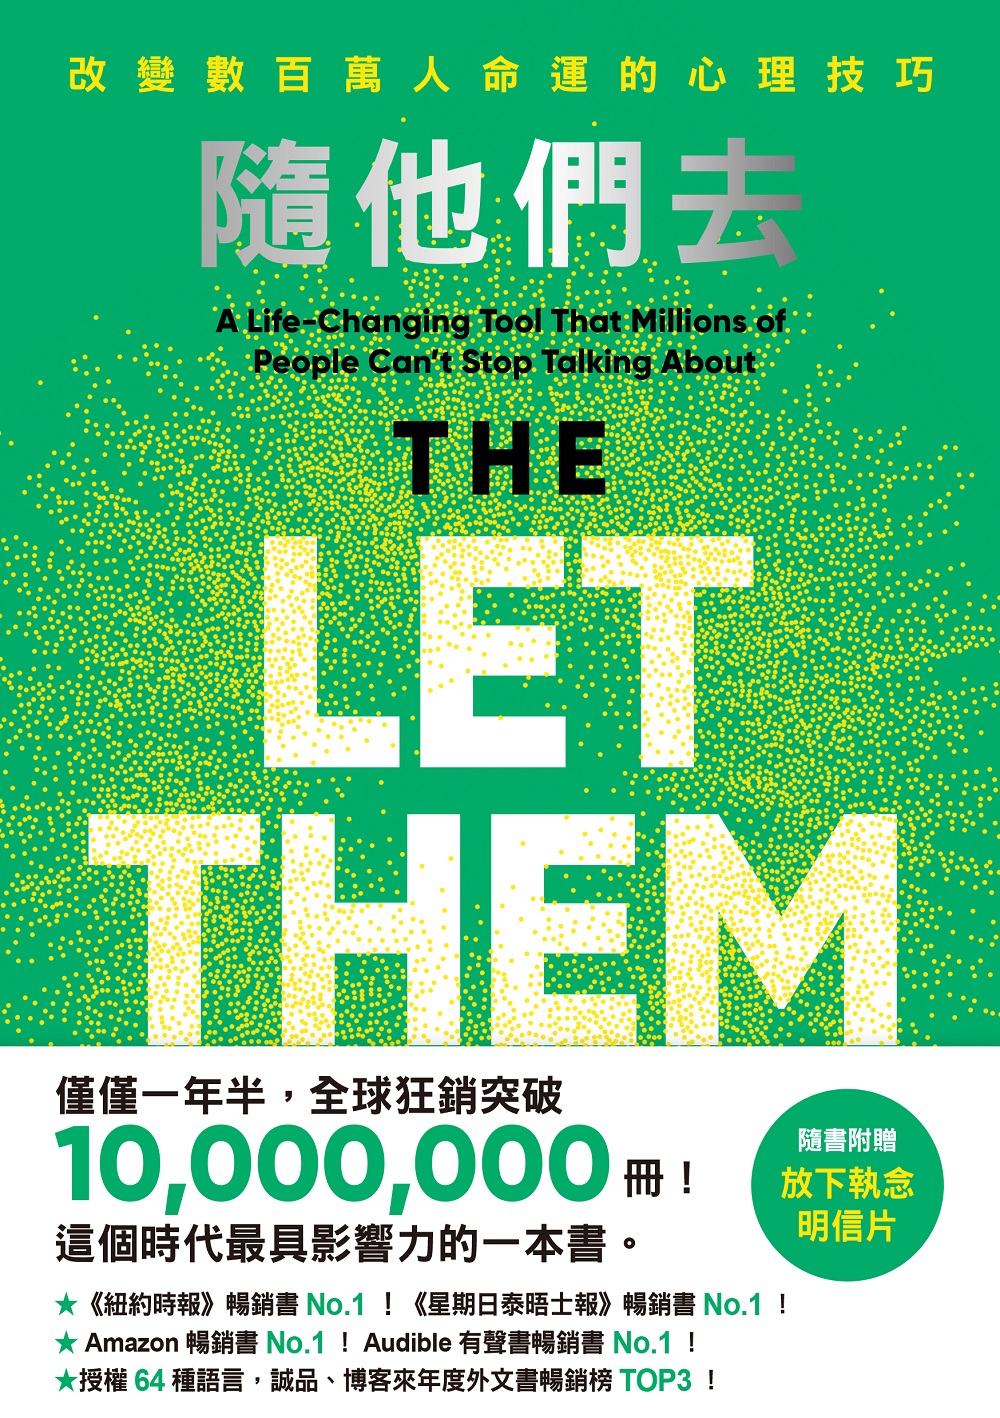 改變數百萬人命運的心理技巧
隨他們去
A Life-Changing Tool That Millions of
People Can't Stop Talking About
THE
LET
THEM
僅僅一年半，全球狂銷突破
10,000,000冊！
這個時代最具影響力的一本書。
隨書附贈
放下執念
明信片
★《紐約時報》暢銷書 No.1 ！《星期日泰晤士報》暢銷書 No.1 ！
★ Amazon 暢銷書 No.1 ！ Audible 有聲書暢銷書 No.1 ！
★授權 64 種語言，誠品、博客來年度外文書暢銷榜 TOP3 ！